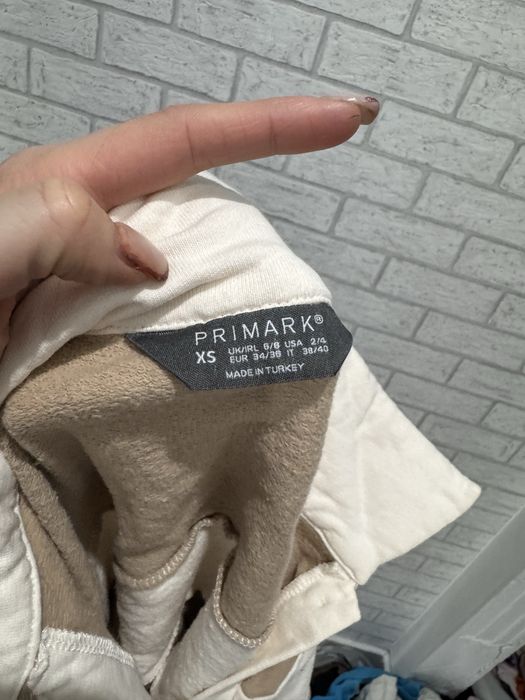 PRIMARK®
XS UK/IRL 6/8 USA 2/4
EUR 34/36 IT 38/40
MADE IN TURKEY